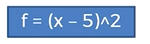 f = (x – 5)^2